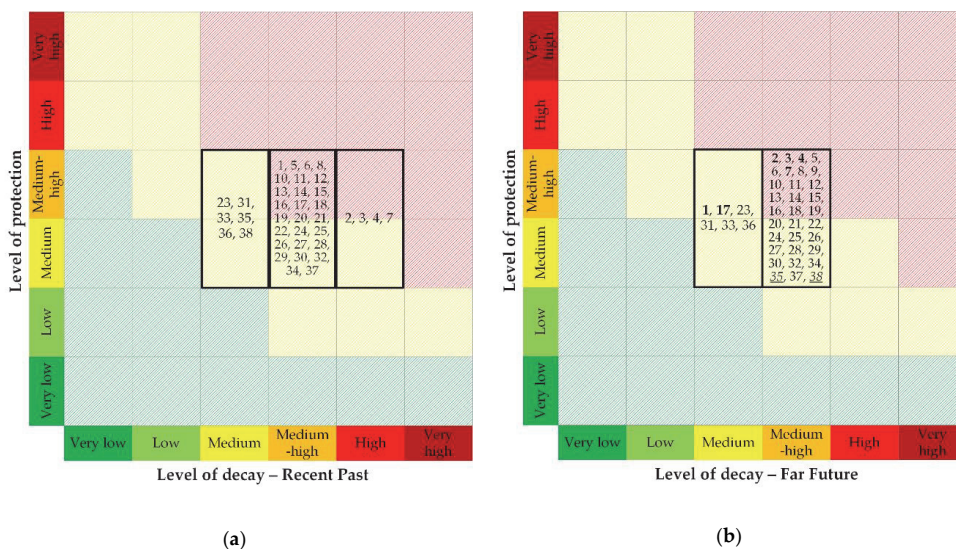 Level of protection
Very high
High
Medium-high
Medium
Low
Very low
23, 31,
33, 35,
36, 38
1, 5, 6, 8,
10, 11, 12,
13, 14, 15,
16, 17, 18,
19, 20, 21,
22, 24, 25,
26, 27, 28,
29, 30, 32,
34, 37
2, 3, 4, 7
Very low
Low
Medium
Medium
-high
High
Very
high
Level of decay – Recent Past
(a)
Level of protection
Very high
High
Medium-high
Medium
Low
Very low
1, 17, 23,
31, 33, 36
2, 3, 4, 5,
6, 7, 8, 9,
10, 11, 12,
13, 14, 15,
16, 18, 19,
20, 21, 22,
24, 25, 26,
27, 28, 29,
30, 32, 34,
35, 37, 38
Very low
Low
Medium
Medium
-high
High
Very
high
Level of decay – Far Future
(b)